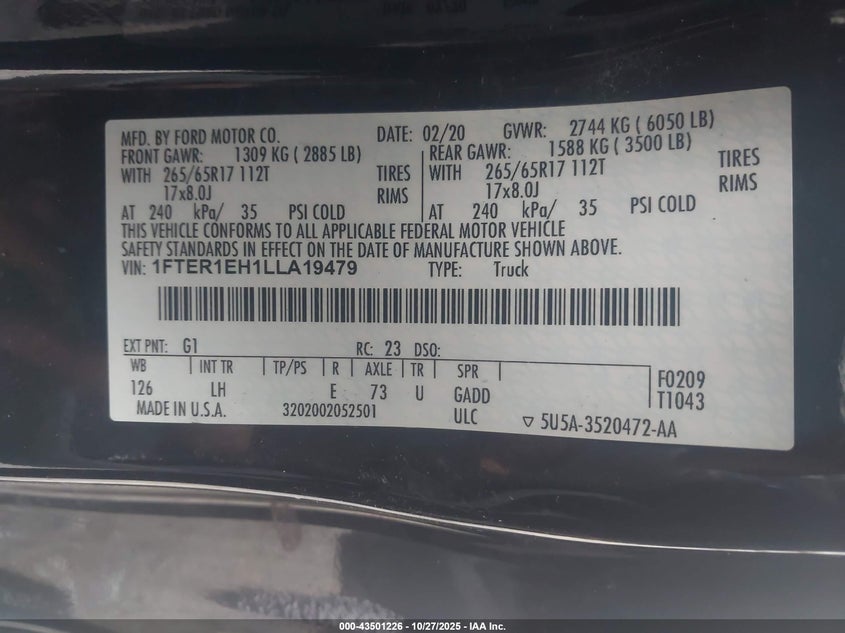 MFD. BY FORD MOTOR CO. DATE: 02/20 GVWR: 2744 KG ( 6050 LB)
FRONT GAWR: 1309 KG ( 2885 LB) REAR GAWR: 1588 KG ( 3500 LB)
WITH 265/65R17 112T TIRES WITH 265/65R17 112T TIRES
17x8.0J RIMS 17x8.0J RIMS
AT 240 kPa/ 35 PSI COLD AT 240 kPa/ 35 PSI COLD
THIS VEHICLE CONFORMS TO ALL APPLICABLE FEDERAL MOTOR VEHICLE
SAFETY STANDARDS IN EFFECT ON THE DATE OF MANUFACTURE SHOWN ABOVE.
VIN: 1FTER1EH1LLA19479 TYPE: Truck
EXT PNT: G1 RC: 23 DSO:
WB INT TR TP/PS R AXLE TR SPR
126 LH E 73 U GADD
F0209
T1043
MADE IN U.S.A. 3202002052501 ULC ▽ 5U5A-3520472-AA
000-43501226 - 10/27/2025 - IAA Inc.